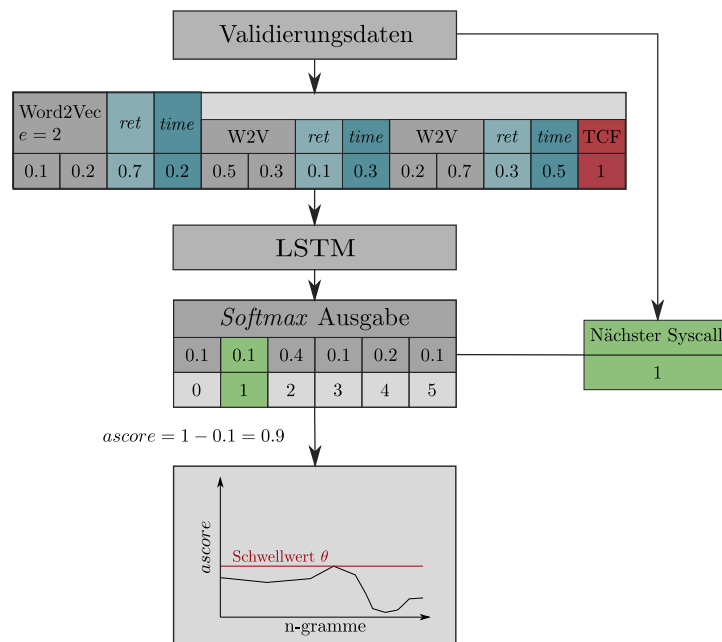 Validierungsdaten
Word2Vec ret time
e = 2
W2V ret time W2V ret time TCF
0.1 0.2 0.7 0.2 0.5 0.3 0.1 0.3 0.2 0.7 0.3 0.5 1
LSTM
Softmax Ausgabe
0.1 0.1 0.4 0.1 0.2 0.1
0 1 2 3 4 5
Nächster Syscall
1
ascore = 1 − 0.1 = 0.9
ascore
Schwellwert θ
n-gramme